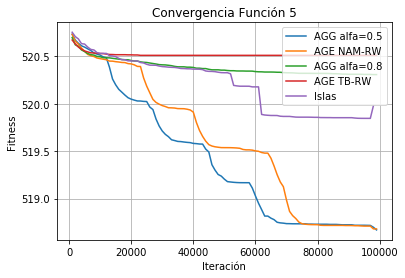 Convergencia Función 5
AGG alfa=0.5
AGE NAM-RW
AGG alfa=0.8
AGE TB-RW
Islas
520.5
520.0
519.5
519.0
Fitness
0
20000
40000
60000
80000
100000
Iteración